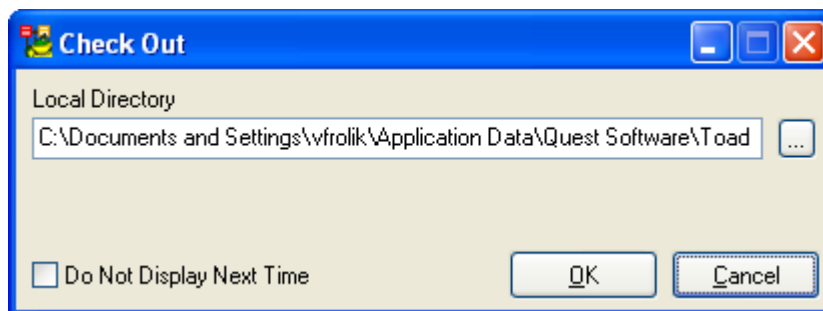 Check Out
Local Directory
C:\Documents and Settings\vfrolik\Application Data\Quest Software\Toad
...
Do Not Display Next Time
OK
Cancel